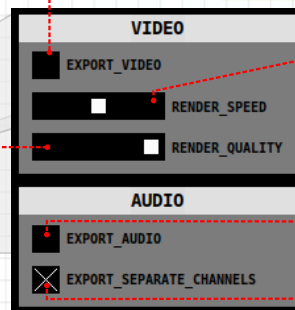 VIDEO
EXPORT_VIDEO
RENDER_SPEED
RENDER_QUALITY
AUDIO
EXPORT_AUDIO
EXPORT_SEPARATE_CHANNELS